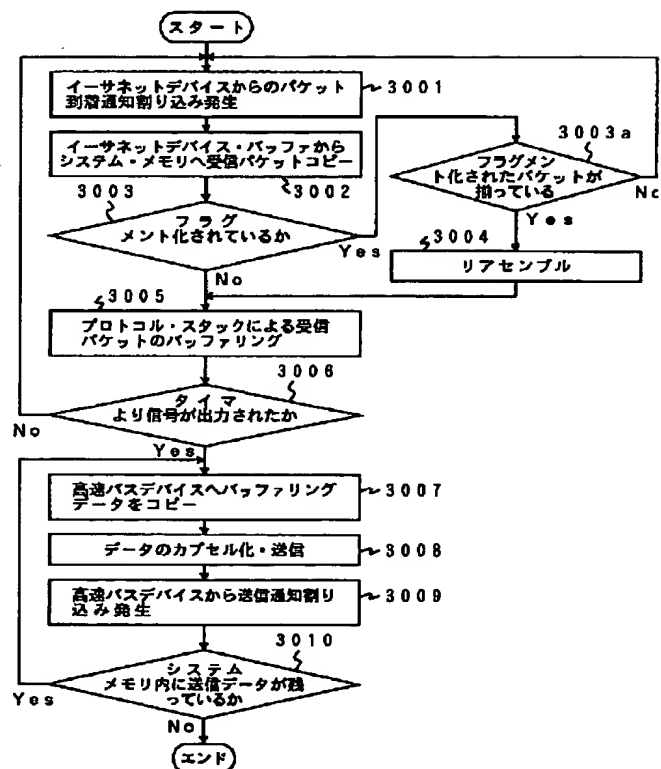 スタート
イーサネットデバイスからのパケット
到着通知割り込み発生
3001
イーサネットデバイス・バッファから
システム・メモリへ受信パケットコピー
3002
3003
フラグ
メント化されているか
Yes
No
3003a
フラグメン
ト化されたパケットが
揃っている
No
Yes
3004
リアセンブル
3005
プロトコル・スタックによる受信
パケットのバッファリング
3006
タイマ
より信号が出力されたか
No
Yes
高速バスデバイスへバッファリング
データをコピー
3007
データのカプセル化・送信
3008
高速バスデバイスから送信通知割り
込み発生
3009
3010
システム
メモリ内に送信データが残
っているか
Yes
No
エンド